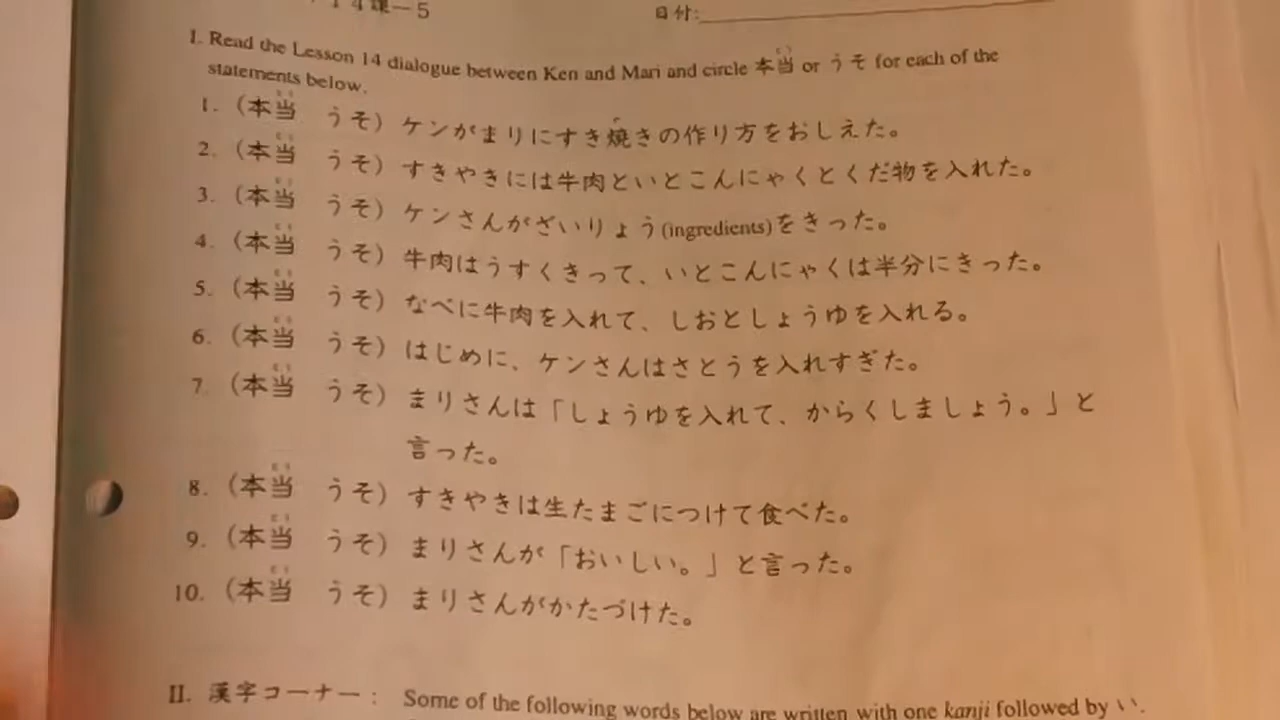 14課－5
日付:
I. Read the Lesson 14 dialogue between Ken and Mari and circle 本当 or うそ for each of the
statements below.
1. (本当 うそ) ケンがまりにすき焼きの作り方をおしえた。
2. (本当 うそ) すきやきには牛肉といとこんにゃくとくだ物を入れた。
3. (本当 うそ) ケンさんがざいりょう(ingredients)をきった。
4. (本当 うそ) 牛肉はうすくきって、いとこんにゃくは半分にきった。
5. (本当 うそ) なべに牛肉を入れて、しおとしょうゆを入れる。
6. (本当 うそ) はじめに、ケンさんはさとうを入れすぎた。
7. (本当 うそ) まりさんは「しょうゆを入れて、からくしましょう。」と
言った。
8. (本当 うそ) すきやきは生たまごにつけて食べた。
9. (本当 うそ) まりさんが「おいしい。」と言った。
10. (本当 うそ) まりさんがかたづけた。
II. 漢字コーナー: Some of the following words below are written with one kanji followed by い.